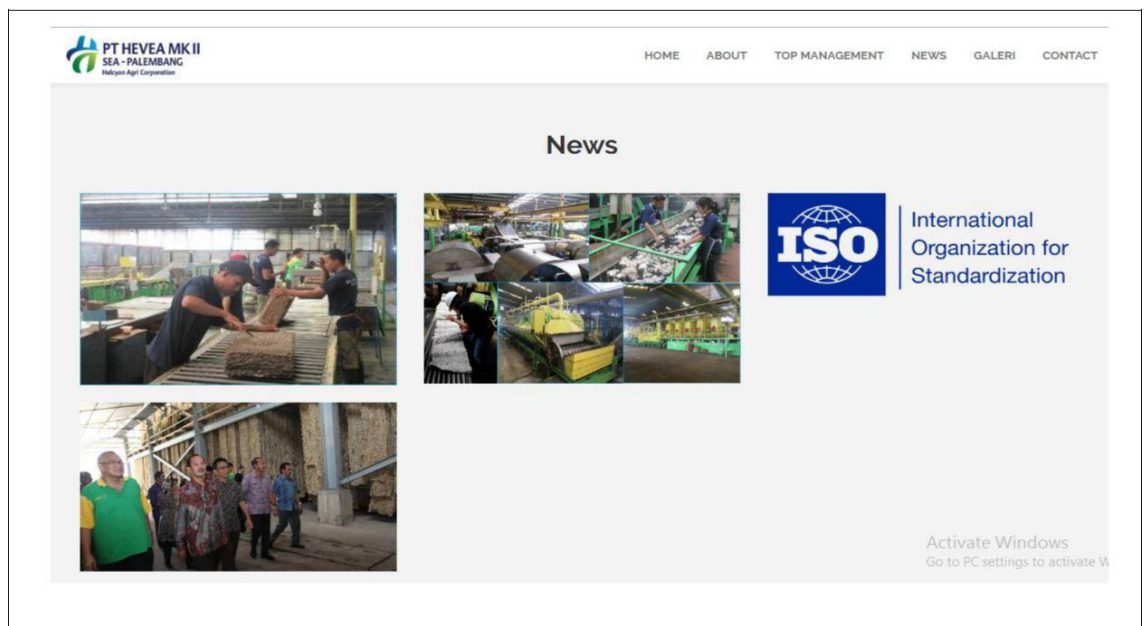 PT HEVEA MK II
SEA - PALEMBANG
Halcyon Agri Corporation
HOME ABOUT TOP MANAGEMENT NEWS GALERI CONTACT
News
ISO
International
Organization for
Standardization
Activate Windows
Go to PC settings to activate W